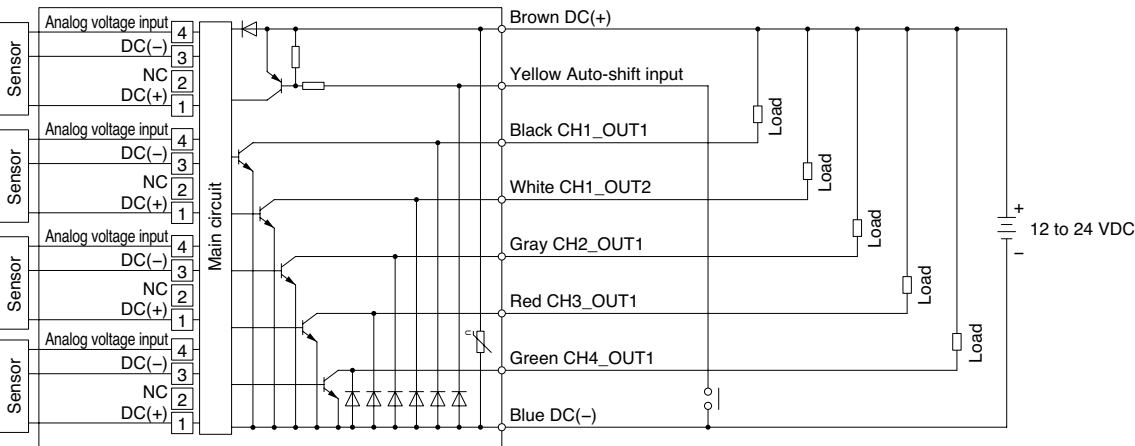 Sensor
Analog voltage input 4
DC(−) 3
NC 2
DC(+) 1
Sensor
Analog voltage input 4
DC(−) 3
NC 2
DC(+) 1
Sensor
Analog voltage input 4
DC(−) 3
NC 2
DC(+) 1
Sensor
Analog voltage input 4
DC(−) 3
NC 2
DC(+) 1
Main circuit
Brown DC(+)
Yellow Auto-shift input
Black CH1_OUT1
White CH1_OUT2
Gray CH2_OUT1
Red CH3_OUT1
Green CH4_OUT1
Blue DC(−)
Load
Load
Load
Load
Load
+
12 to 24 VDC
−